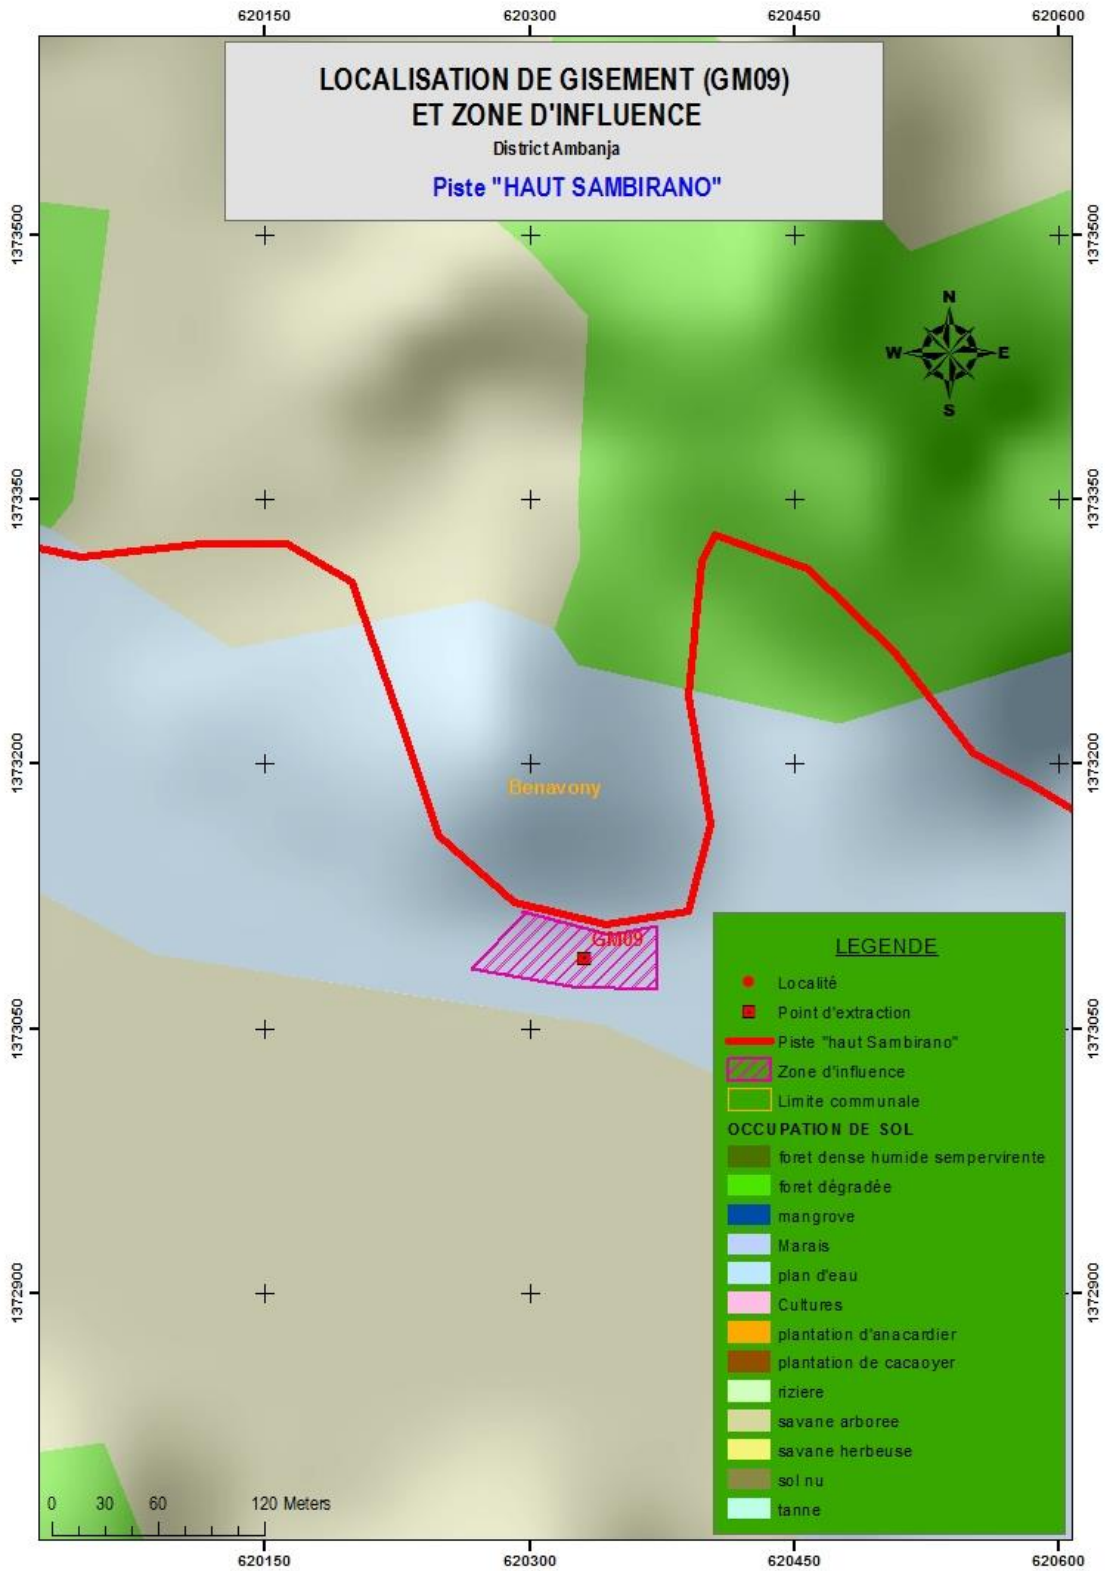 620150 620300 620450 620600
LOCALISATION DE GISEMENT (GM09)
ET ZONE D'INFLUENCE
District Ambanja
Piste "HAUT SAMBIRANO"
1373500 1373500
N
W E
S
1373350 1373350
1373200 1373200
Benavony
GM09
1373050 1373050
LEGENDE
Localité
Point d'extraction
Piste "haut Sambirano"
Zone d'influence
Limite communale
OCCUPATION DE SOL
foret dense humide sempervirente
foret dégradée
mangrove
Marais
plan d'eau
Cultures
plantation d'anacardier
plantation de cacaoyer
riziere
savane arboree
savane herbeuse
sol nu
tanne
1372900 1372900
0 30 60 120 Meters
620150 620300 620450 620600